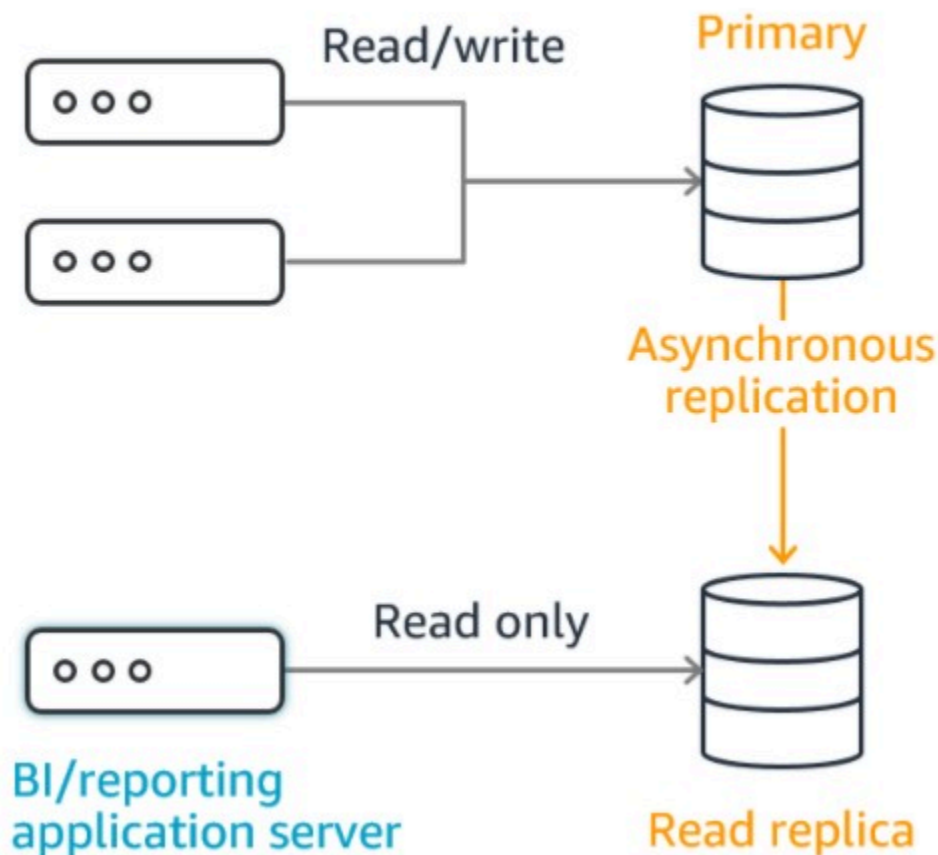 Read/write
Primary
Asynchronous
replication
Read only
BI/reporting
application server
Read replica